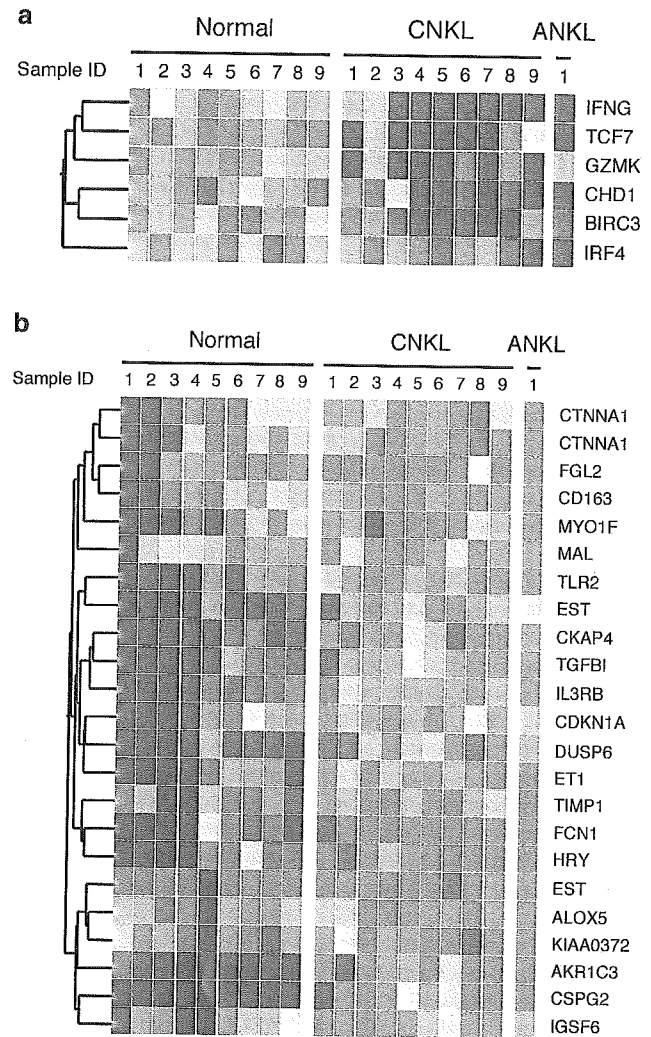 a
Normal CNKL ANKL
Sample ID 1 2 3 4 5 6 7 8 9 1 2 3 4 5 6 7 8 9 1
IFNG
TCF7
GZMK
CHD1
BIRC3
IRF4
b
Normal CNKL ANKL
Sample ID 1 2 3 4 5 6 7 8 9 1 2 3 4 5 6 7 8 9 1
CTNNA1
CTNNA1
FGL2
CD163
MYO1F
MAL
TLR2
EST
CKAP4
TGFBI
IL3RB
CDKN1A
DUSP6
ET1
TIMP1
FCN1
HRY
EST
ALOX5
KIAA0372
AKR1C3
CSPG2
IGSF6